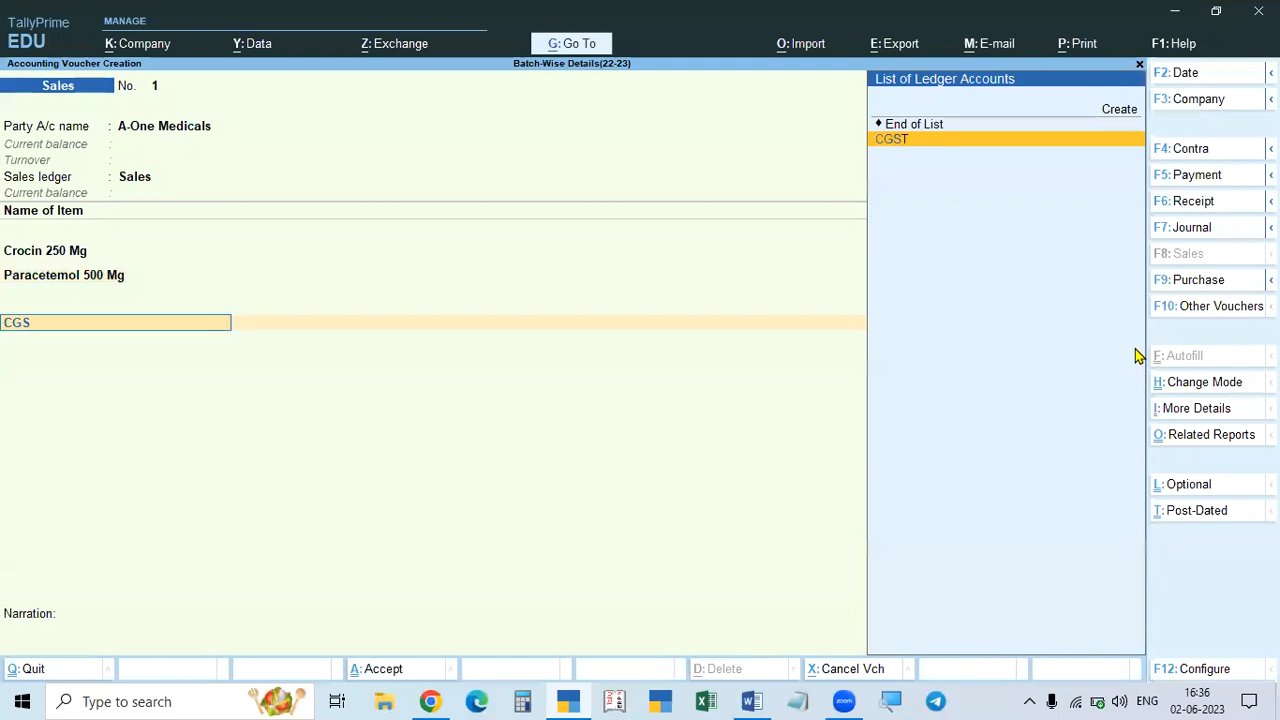 TallyPrime
EDU
MANAGE
K: Company
Y: Data
Z: Exchange
G: Go To
O: Import
E: Export
M: E-mail
P: Print
F1: Help
Accounting Voucher Creation
Batch-Wise Details(22-23)
Sales
No. 1
Party A/c name : A-One Medicals
Current balance :
Turnover :
Sales ledger : Sales
Current balance :
Name of Item
Crocin 250 Mg
Paracetemol 500 Mg
CGS
Narration:
List of Ledger Accounts
Create
♦ End of List
CGST
F2: Date
F3: Company
F4: Contra
F5: Payment
F6: Receipt
F7: Journal
F8: Sales
F9: Purchase
F10: Other Vouchers
F: Autofill
H: Change Mode
I: More Details
O: Related Reports
L: Optional
T: Post-Dated
Q: Quit
A: Accept
D: Delete
X: Cancel Vch
F12: Configure
Type to search
zoom
ENG
16:36
02-06-2023